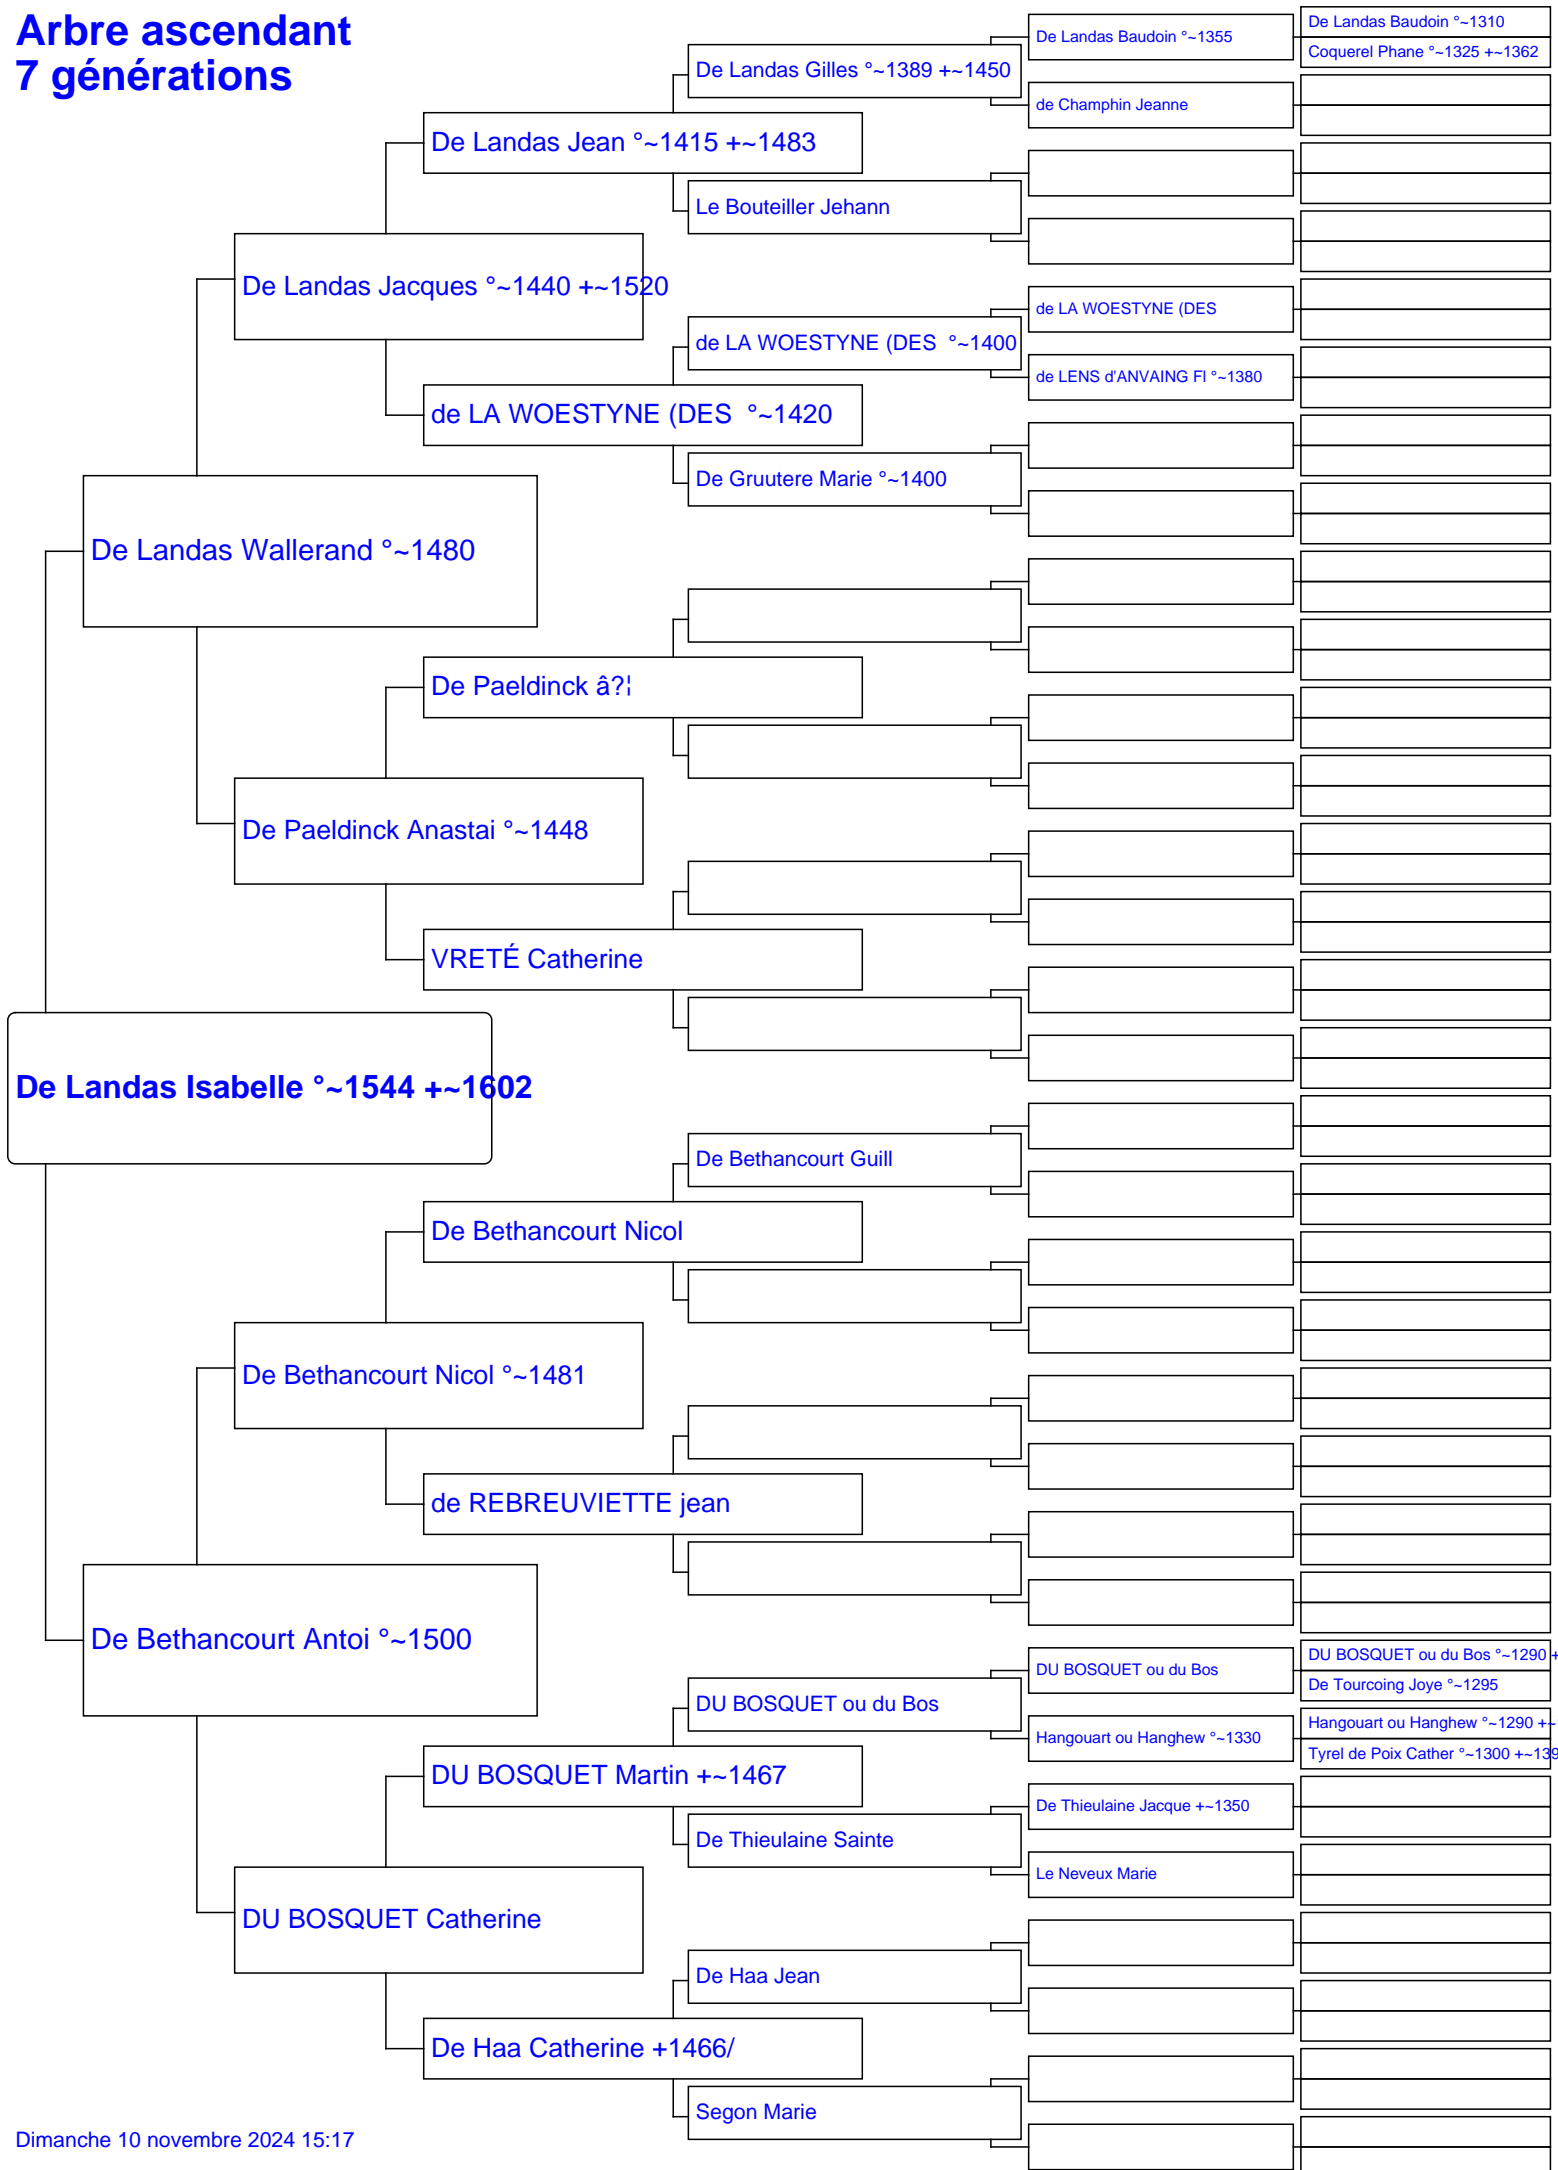 Arbre ascendant
7 générations
De Landas Baudoin °~1310
De Landas Baudoin °~1355
Coquerel Phane °~1325 +~1362
De Landas Gilles °~1389 +~1450
de Champhin Jeanne
De Landas Jean °~1415 +~1483
Le Bouteiller Jehann
De Landas Jacques °~1440 +~1520
de LA WOESTYNE (DES
de LA WOESTYNE (DES  °~1400
de LENS d'ANVAING Fl °~1380
de LA WOESTYNE (DES  °~1420
De Gruutere Marie °~1400
De Landas Wallerand °~1480
De Paeldinck â?¦
De Paeldinck Anastai °~1448
VRETÉ Catherine
De Landas Isabelle °~1544 +~1602
De Bethancourt Guill
De Bethancourt Nicol
De Bethancourt Nicol °~1481
de REBREUVIETTE jean
De Bethancourt Antoi °~1500
DU BOSQUET ou du Bos °~1290 +
DU BOSQUET ou du Bos
De Tourcoing Joye °~1295
DU BOSQUET ou du Bos
Hangouart ou Hanghew °~1290 +~
Hangouart ou Hanghew °~1330
Tyrel de Poix Cather °~1300 +~139
DU BOSQUET Martin +~1467
De Thieulaine Jacque +~1350
De Thieulaine Sainte
Le Neveux Marie
DU BOSQUET Catherine
De Haa Jean
De Haa Catherine +1466/
Segon Marie
Dimanche 10 novembre 2024 15:17